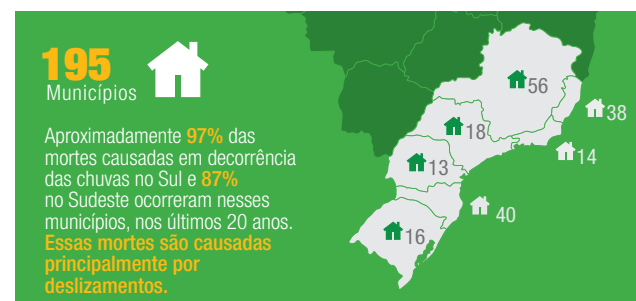 195
Municípios
Aproximadamente 97% das
mortes causadas em decorrência
das chuvas no Sul e 87%
no Sudeste ocorreram nesses
municípios, nos últimos 20 anos.
Essas mortes são causadas
principalmente por
deslizamentos.
56
38
18
14
13
40
16